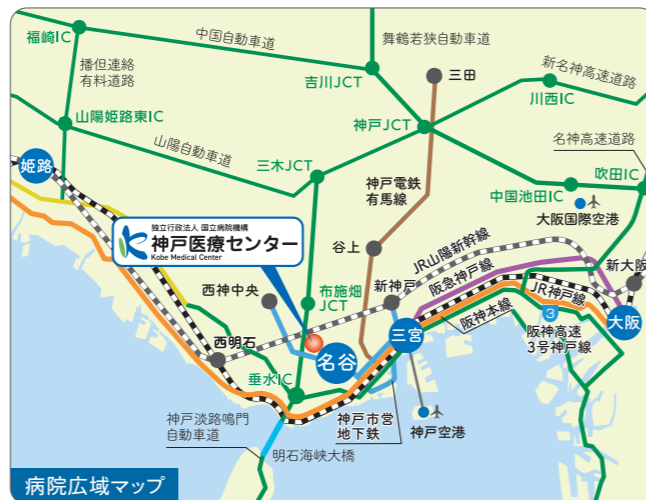 福崎IC
中国自動車道
舞鶴若狭自動車道
播但連絡
有料道路
吉川JCT
三田
新名神高速道路
川西IC
山陽姫路東IC
神戸JCT
山陽自動車道
名神高速道路
姫路
三木JCT
神戸電鉄
有馬線
吹田IC
中国池田IC
大阪国際空港
独立行政法人 国立病院機構
神戸医療センター
Kobe Medical Center
谷上
JR山陽新幹線
西神中央
布施畑
JCT
新神戸
阪急神戸線
新大阪
JR神戸線
三宮
阪神本線
3
大阪
西明石
名谷
阪神高速
3号神戸線
垂水IC
神戸淡路鳴門
自動車道
神戸市営
地下鉄
神戸空港
明石海峡大橋
病院広域マップ